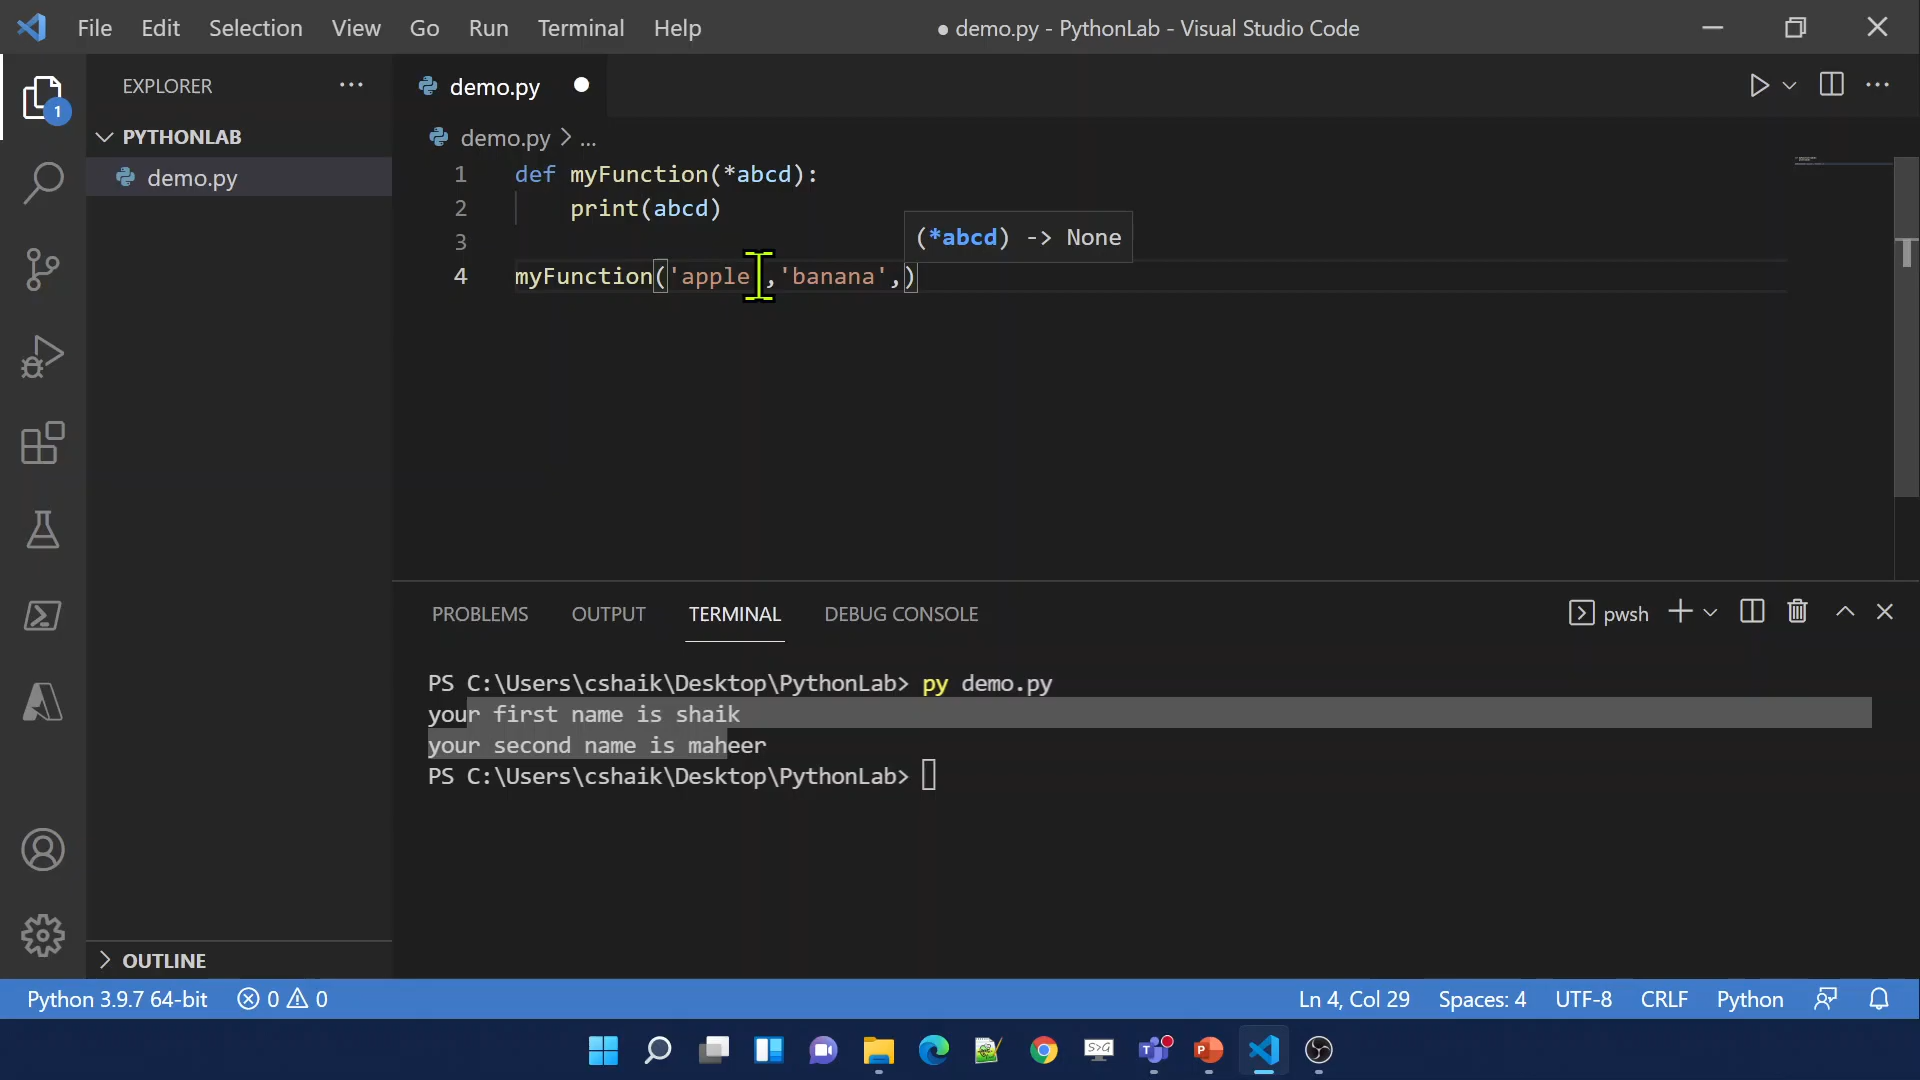 File Edit Selection View Go Run Terminal Help
● demo.py - PythonLab - Visual Studio Code
EXPLORER
demo.py
1
PYTHONLAB
demo.py > ...
demo.py
1 def myFunction(*abcd):
2 print(abcd)
(*abcd) -> None
3
4 myFunction('apple ,'banana',)
PROBLEMS OUTPUT TERMINAL DEBUG CONSOLE
pwsh
PS C:\Users\cshaik\Desktop\PythonLab> py demo.py
your first name is shaik
your second name is maheer
PS C:\Users\cshaik\Desktop\PythonLab>
OUTLINE
Python 3.9.7 64-bit 0 0 Ln 4, Col 29 Spaces: 4 UTF-8 CRLF Python
S>G